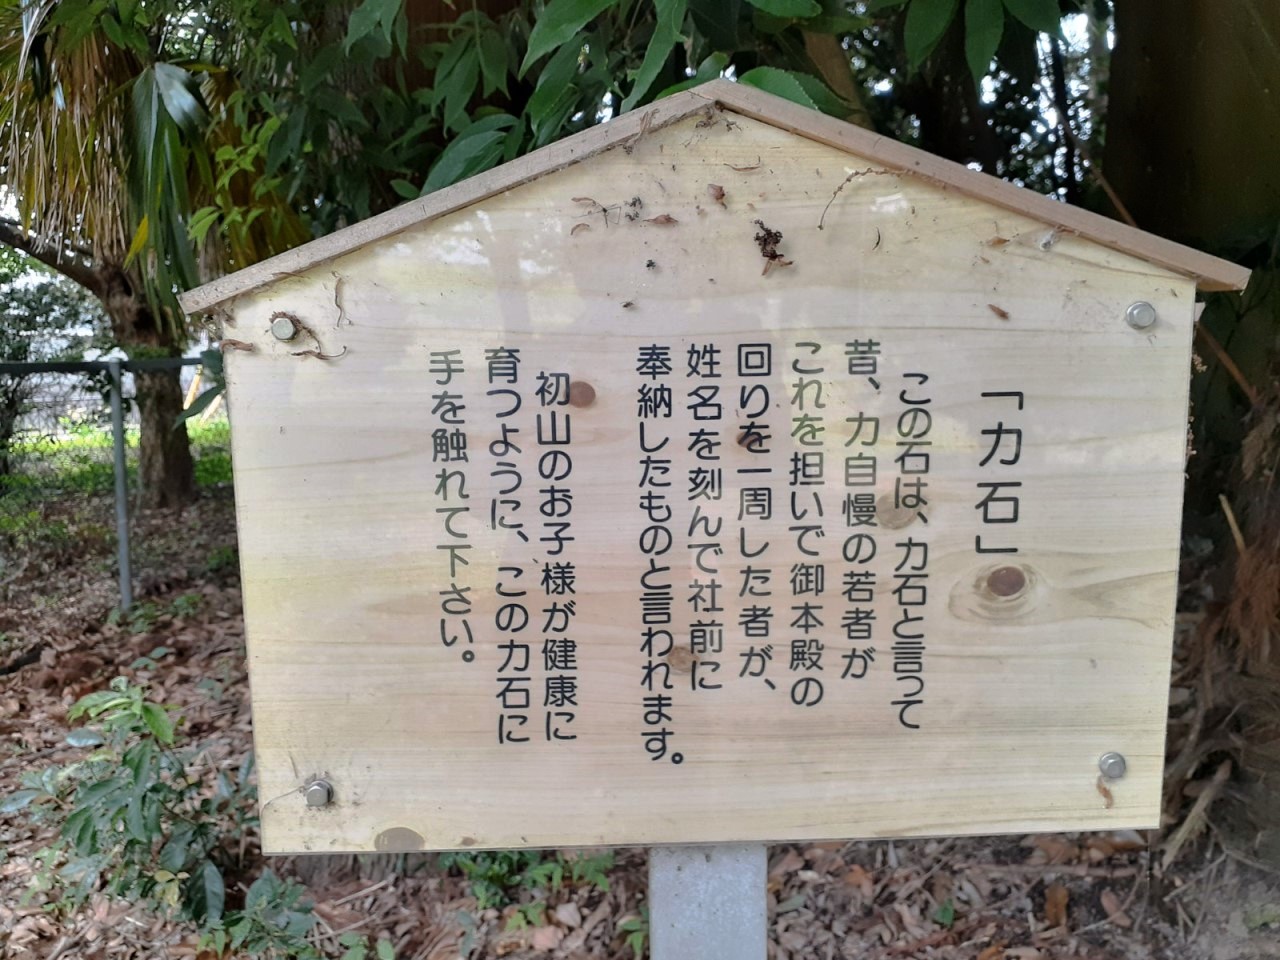 「力石」
この石は、力石と言って
昔、力自慢の若者が
これを担いで御本殿の
回りを一周した者が、
姓名を刻んで社前に
奉納したものと言われます。
初山のお子様が健康に
育つように、この力石に
手を触れて下さい。